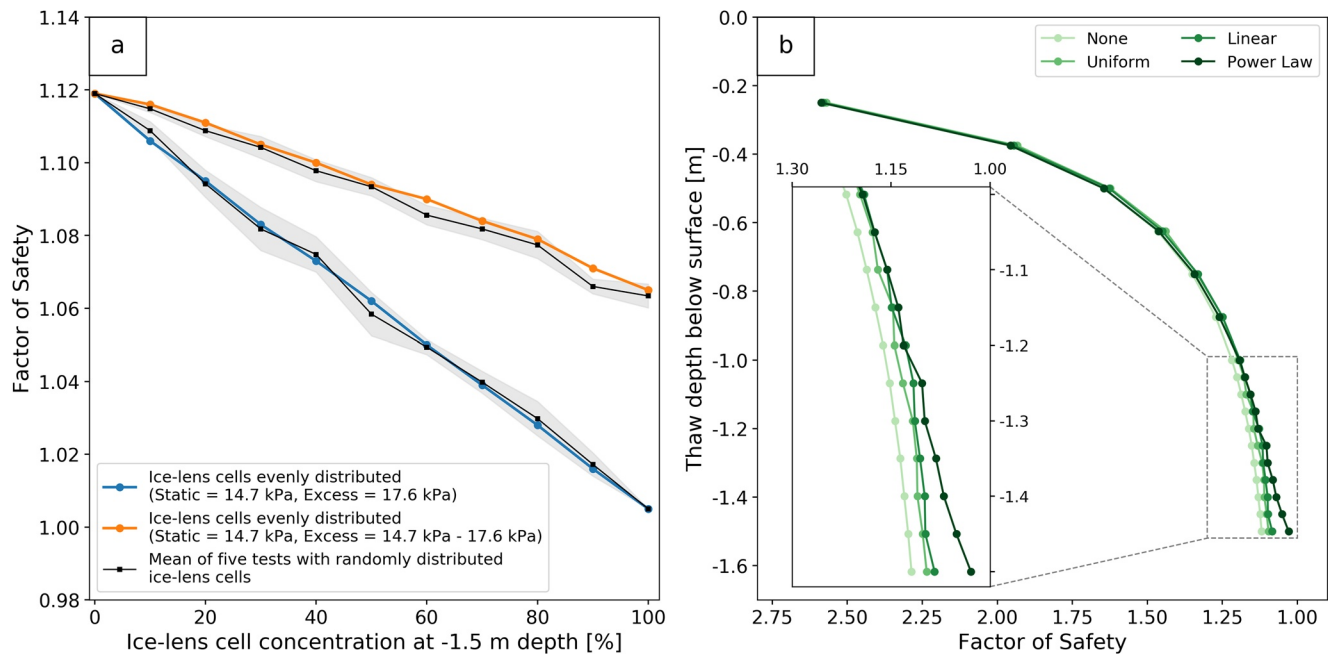 a
1.14
1.12
1.10
1.08
1.06
1.04
1.02
1.00
0.98
Factor of Safety
0
20
40
60
80
100
Ice-lens cell concentration at -1.5 m depth [%]
Ice-lens cells evenly distributed
(Static = 14.7 kPa, Excess = 17.6 kPa)
Ice-lens cells evenly distributed
(Static = 14.7 kPa, Excess = 14.7 kPa - 17.6 kPa)
Mean of five tests with randomly distributed
ice-lens cells
b
None
Uniform
Linear
Power Law
0.0
-0.2
-0.4
-0.6
-0.8
-1.0
-1.2
-1.4
-1.6
Thaw depth below surface [m]
1.30
1.15
1.00
-1.1
-1.2
-1.3
-1.4
2.75
2.50
2.25
2.00
1.75
1.50
1.25
1.00
Factor of Safety